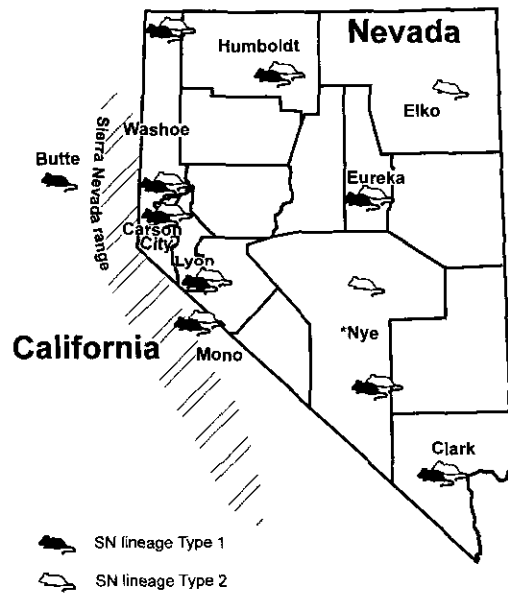 Nevada
Humboldt
Elko
Washoe
Butte
Sierra Nevada range
Eureka
Carson
City
Lyon
*Nye
California
Mono
Clark
SN lineage Type 1
SN lineage Type 2